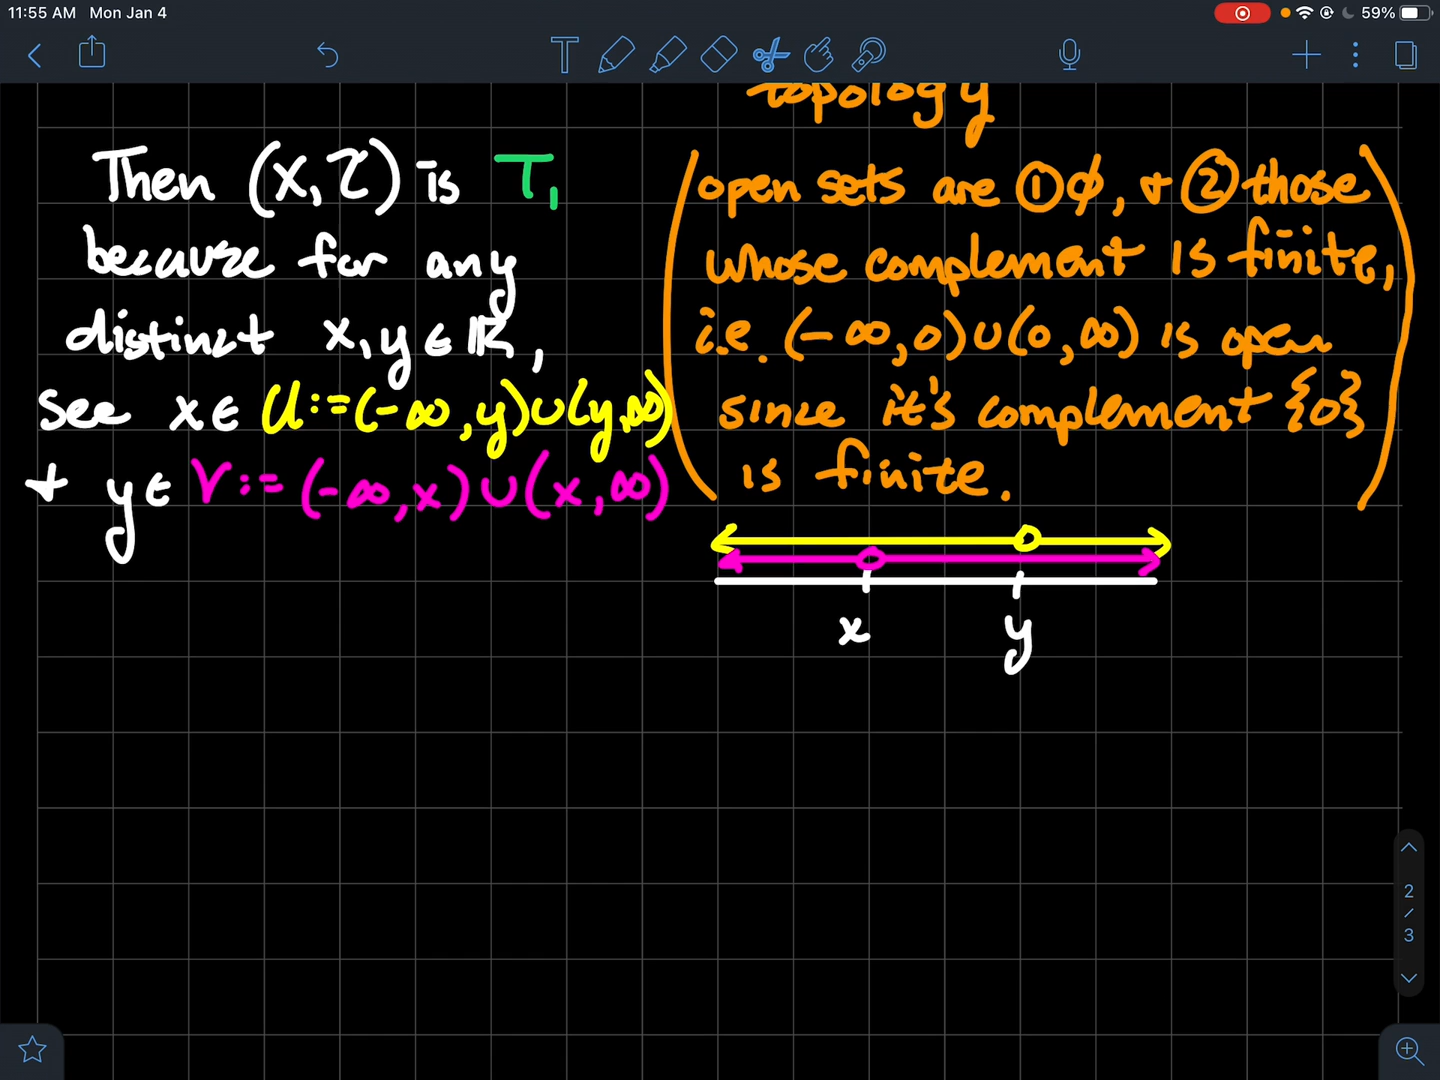 11:55 AM Mon Jan 4
59%
topology
Then (X, τ) is T₁
because for any
distinct x, y ∈ ℝ,
see x ∈ U := (-∞, y) ∪ (y, ∞)
+ y ∈ V := (-∞, x) ∪ (x, ∞)
(open sets are ① ∅, + ② those
whose complement is finite,
i.e. (-∞, 0) ∪ (0, ∞) is open
since it's complement {0}
is finite.)
x y
2
/
3